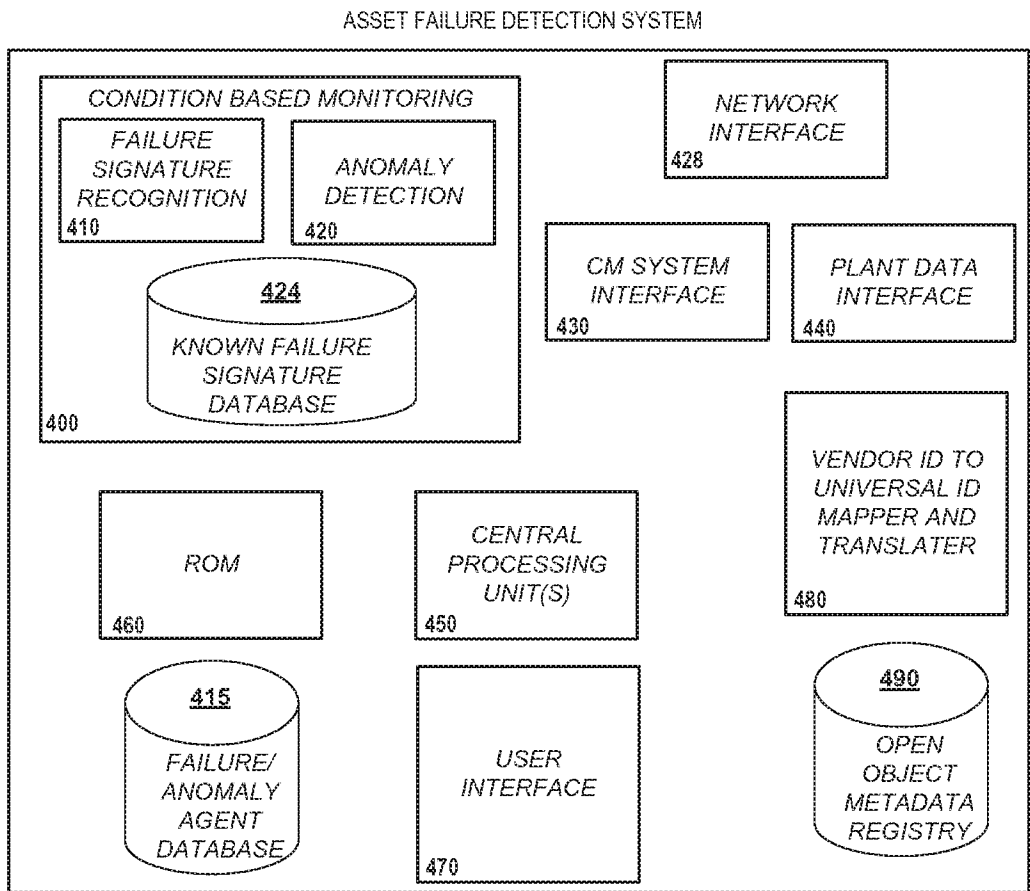 ASSET FAILURE DETECTION SYSTEM
CONDITION BASED MONITORING
FAILURE
SIGNATURE
RECOGNITION
410
ANOMALY
DETECTION
420
424
KNOWN FAILURE
SIGNATURE
DATABASE
400
NETWORK
INTERFACE
428
CM SYSTEM
INTERFACE
430
PLANT DATA
INTERFACE
440
ROM
460
CENTRAL
PROCESSING
UNIT(S)
450
VENDOR ID TO
UNIVERSAL ID
MAPPER AND
TRANSLATER
480
415
FAILURE/
ANOMALY
AGENT
DATABASE
USER
INTERFACE
470
490
OPEN
OBJECT
METADATA
REGISTRY